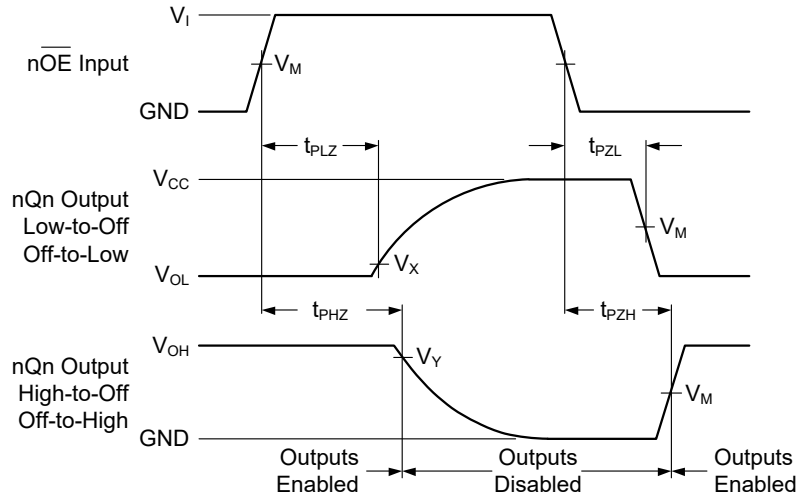 V_I
nOE Input
V_M
GND
t_PLZ
t_PZL
V_CC
nQn Output
Low-to-Off
Off-to-Low
V_M
V_X
V_OL
t_PHZ
t_PZH
V_OH
nQn Output
High-to-Off
Off-to-High
V_Y
V_M
GND
Outputs
Enabled
Outputs
Disabled
Outputs
Enabled